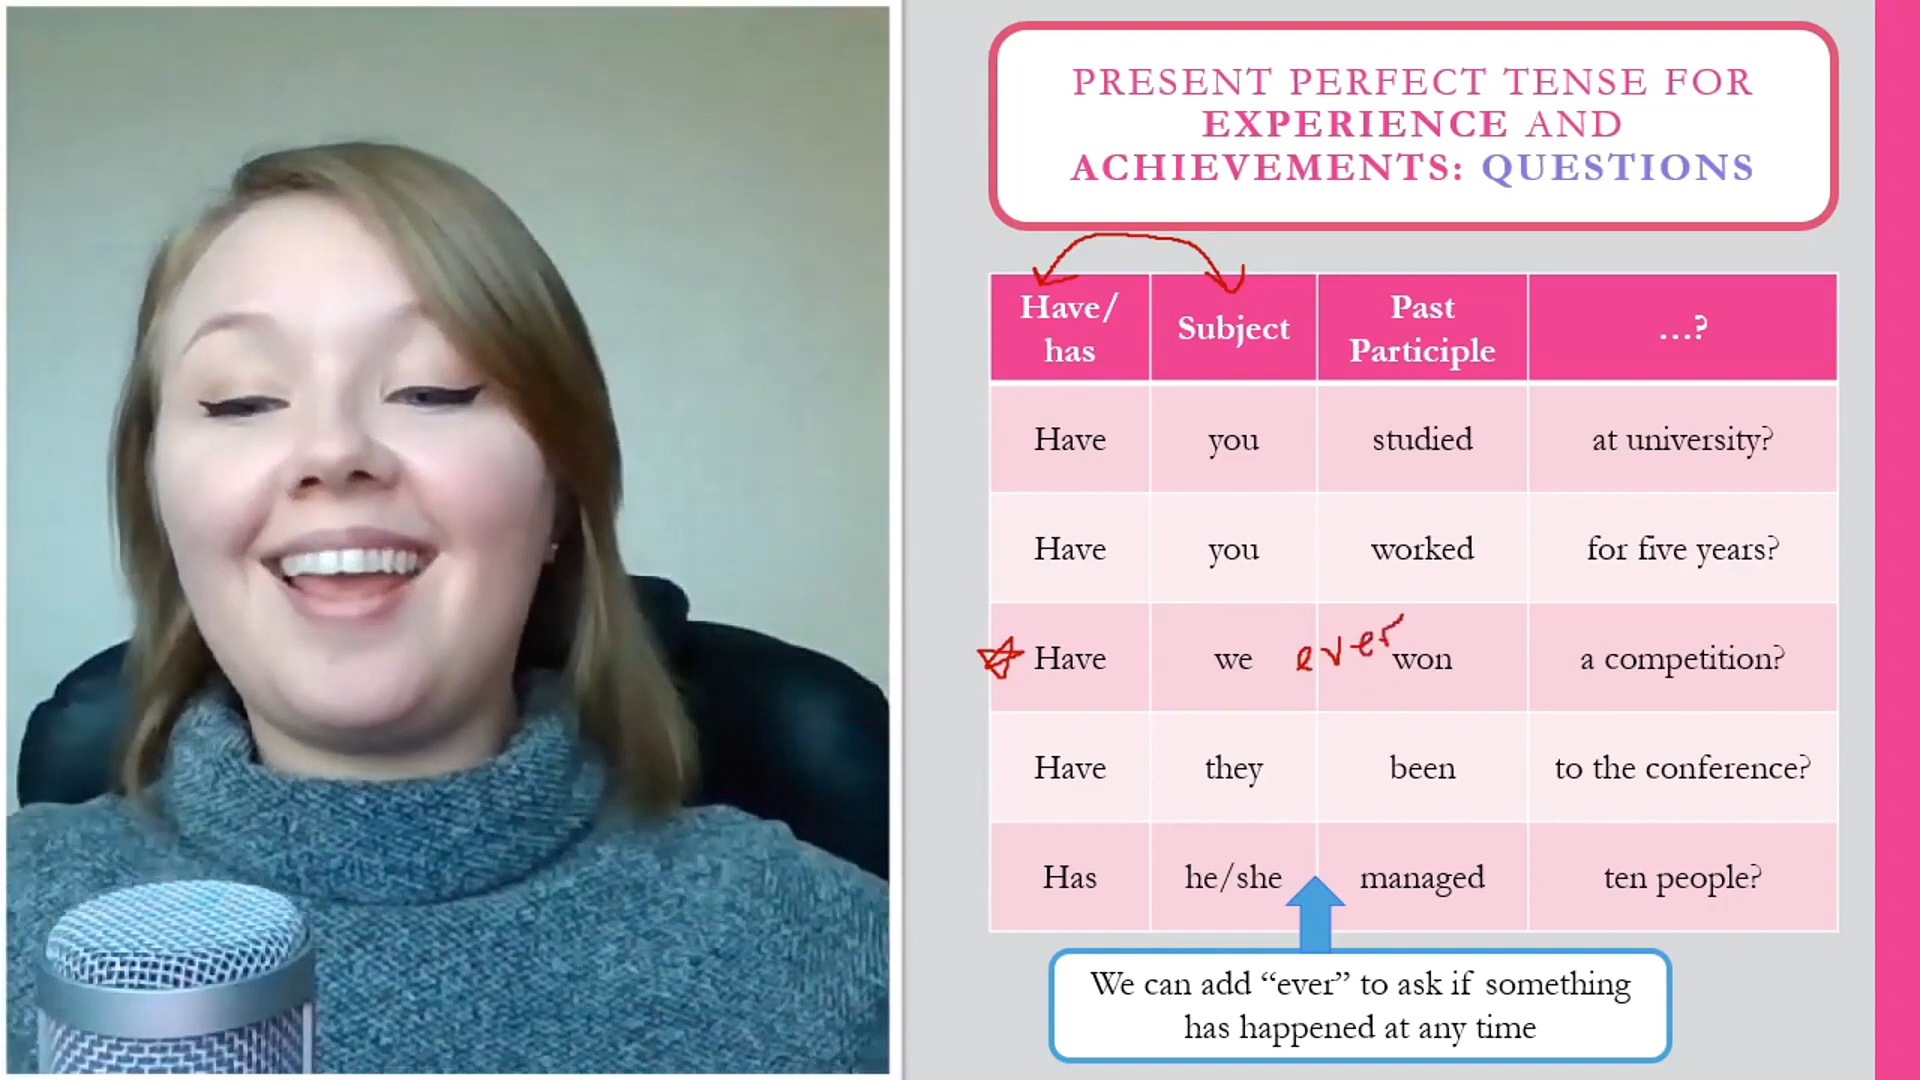 PRESENT PERFECT TENSE FOR
EXPERIENCE AND
ACHIEVEMENTS: QUESTIONS
Have/
has
Subject
Past
Participle
...?
Have you studied at university?
Have you worked for five years?
Have we ever won a competition?
Have they been to the conference?
Has he/she managed ten people?
We can add “ever” to ask if something
has happened at any time